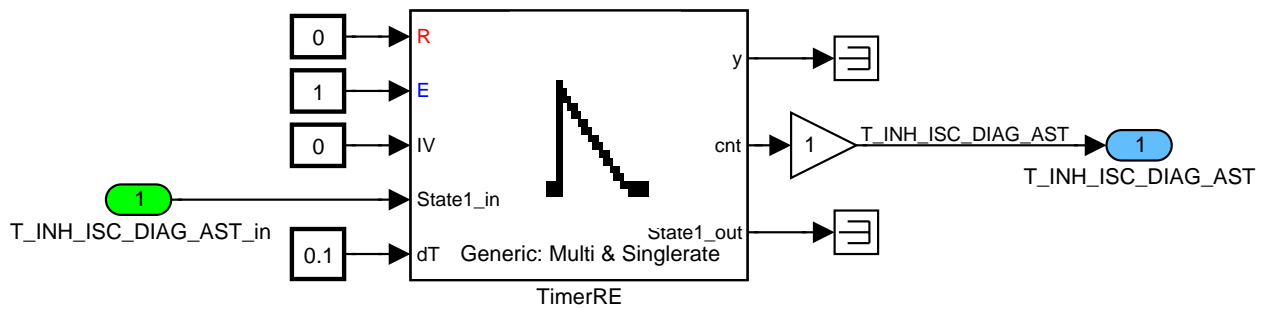 0
R
y
1
E
0
IV
cnt
1
T_INH_ISC_DIAG_AST
1
T_INH_ISC_DIAG_AST
1
State1_in
T_INH_ISC_DIAG_AST_in
State1_out
0.1
dT
Generic: Multi & Singlerate
TimerRE